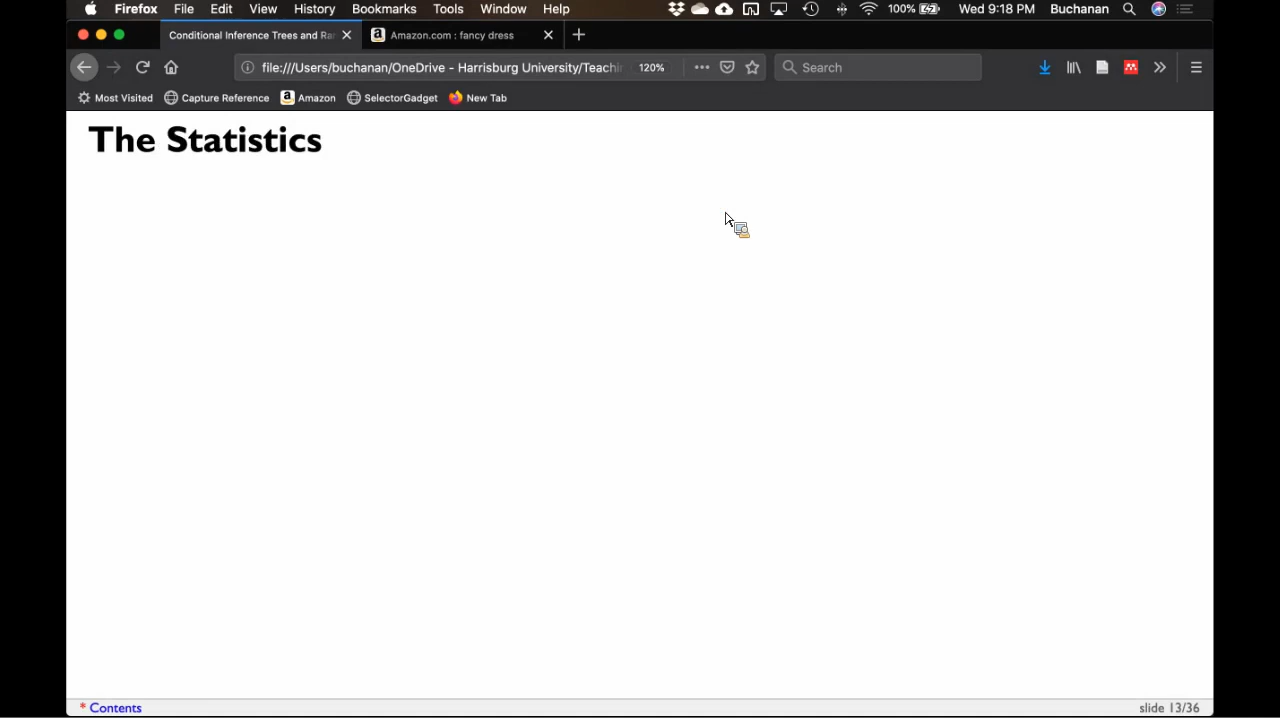 Firefox File Edit View History Bookmarks Tools Window Help 100% Wed 9:18 PM Buchanan
Conditional Inference Trees and Ra Amazon.com : fancy dress
file:///Users/buchanan/OneDrive - Harrisburg University/Teachi 120% Search
Most Visited Capture Reference Amazon SelectorGadget New Tab
The Statistics
* Contents slide 13/36